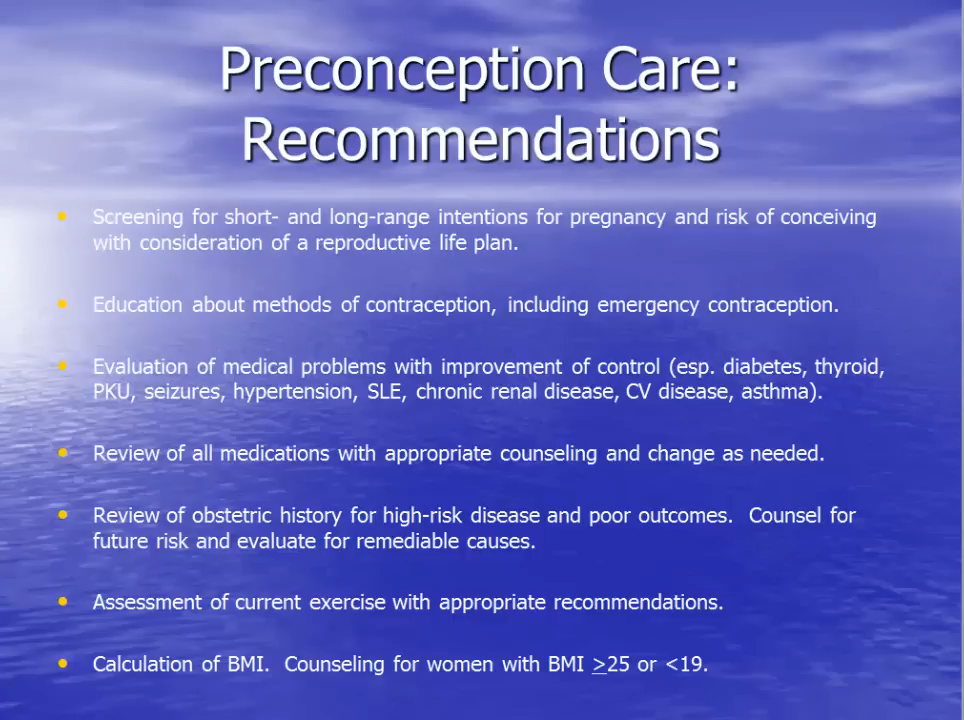 Preconception Care:
Recommendations
• Screening for short- and long-range intentions for pregnancy and risk of conceiving
with consideration of a reproductive life plan.
• Education about methods of contraception, including emergency contraception.
• Evaluation of medical problems with improvement of control (esp. diabetes, thyroid,
PKU, seizures, hypertension, SLE, chronic renal disease, CV disease, asthma).
• Review of all medications with appropriate counseling and change as needed.
• Review of obstetric history for high-risk disease and poor outcomes.  Counsel for
future risk and evaluate for remediable causes.
• Assessment of current exercise with appropriate recommendations.
• Calculation of BMI.  Counseling for women with BMI ≥25 or <19.